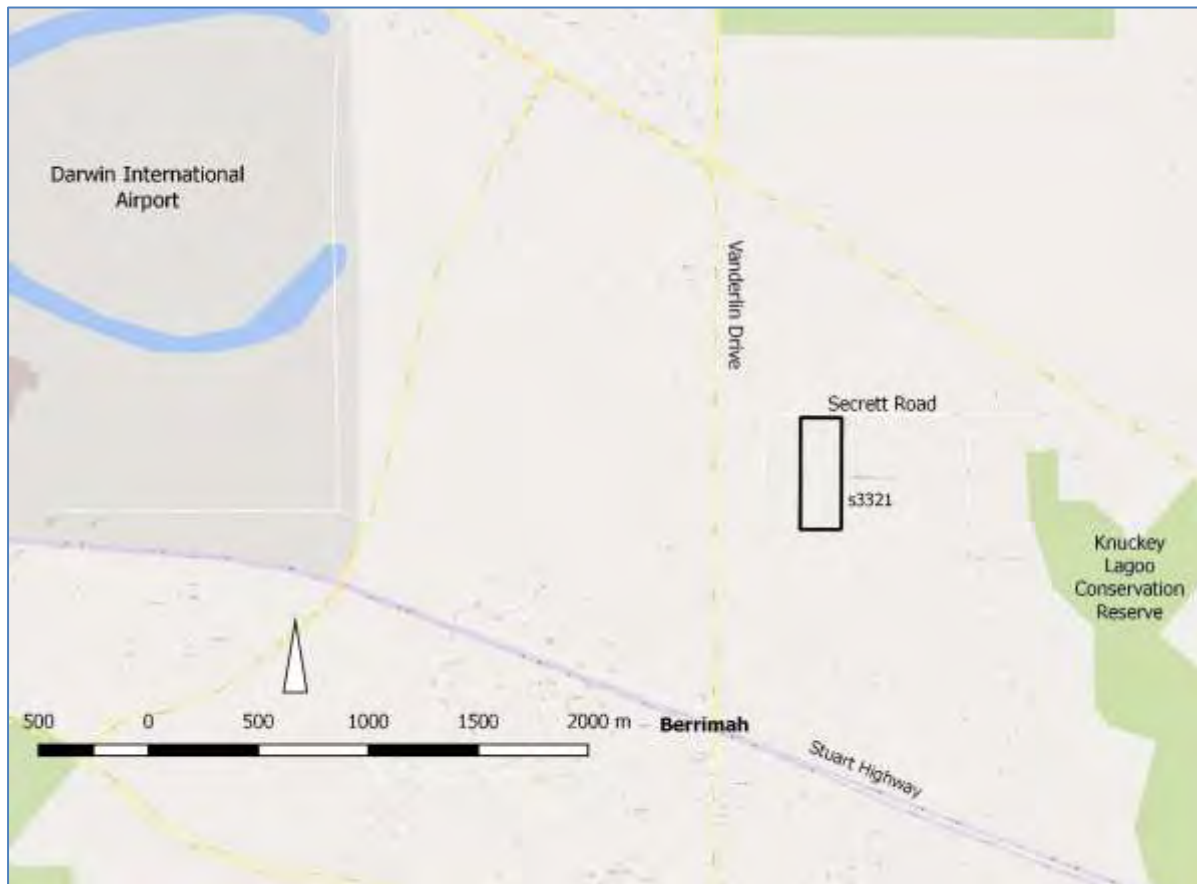 Darwin International
Airport
Vanderlin Drive
Secrett Road
s3321
Knuckey
Lagoo
Conservation
Reserve
500 0 500 1000 1500 2000 m
Berrimah
Stuart Highway